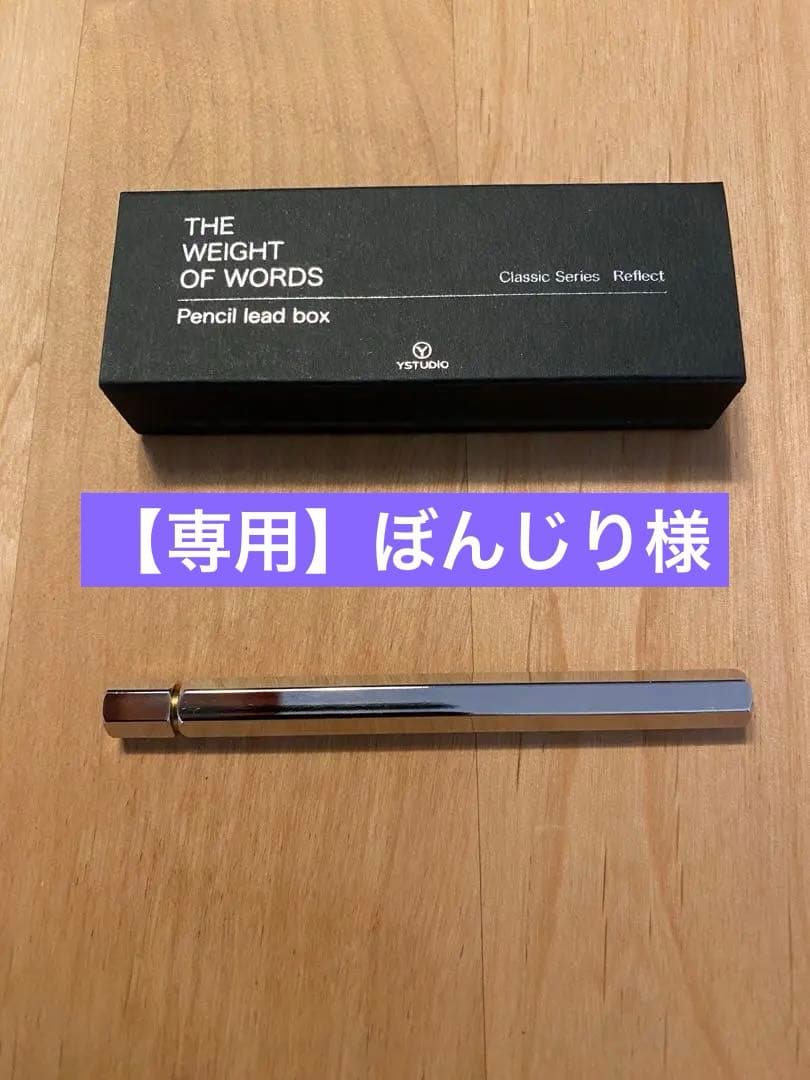 THE
WEIGHT
OF WORDS
Classic Series Reflect
Pencil lead box
YSTUDIO
【専用】ぼんじり様